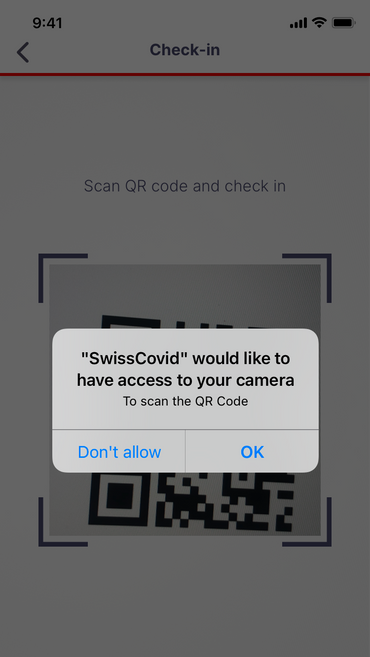 9:41
Check-in
Scan QR code and check in
"SwissCovid" would like to
have access to your camera
To scan the QR Code
Don't allow
OK